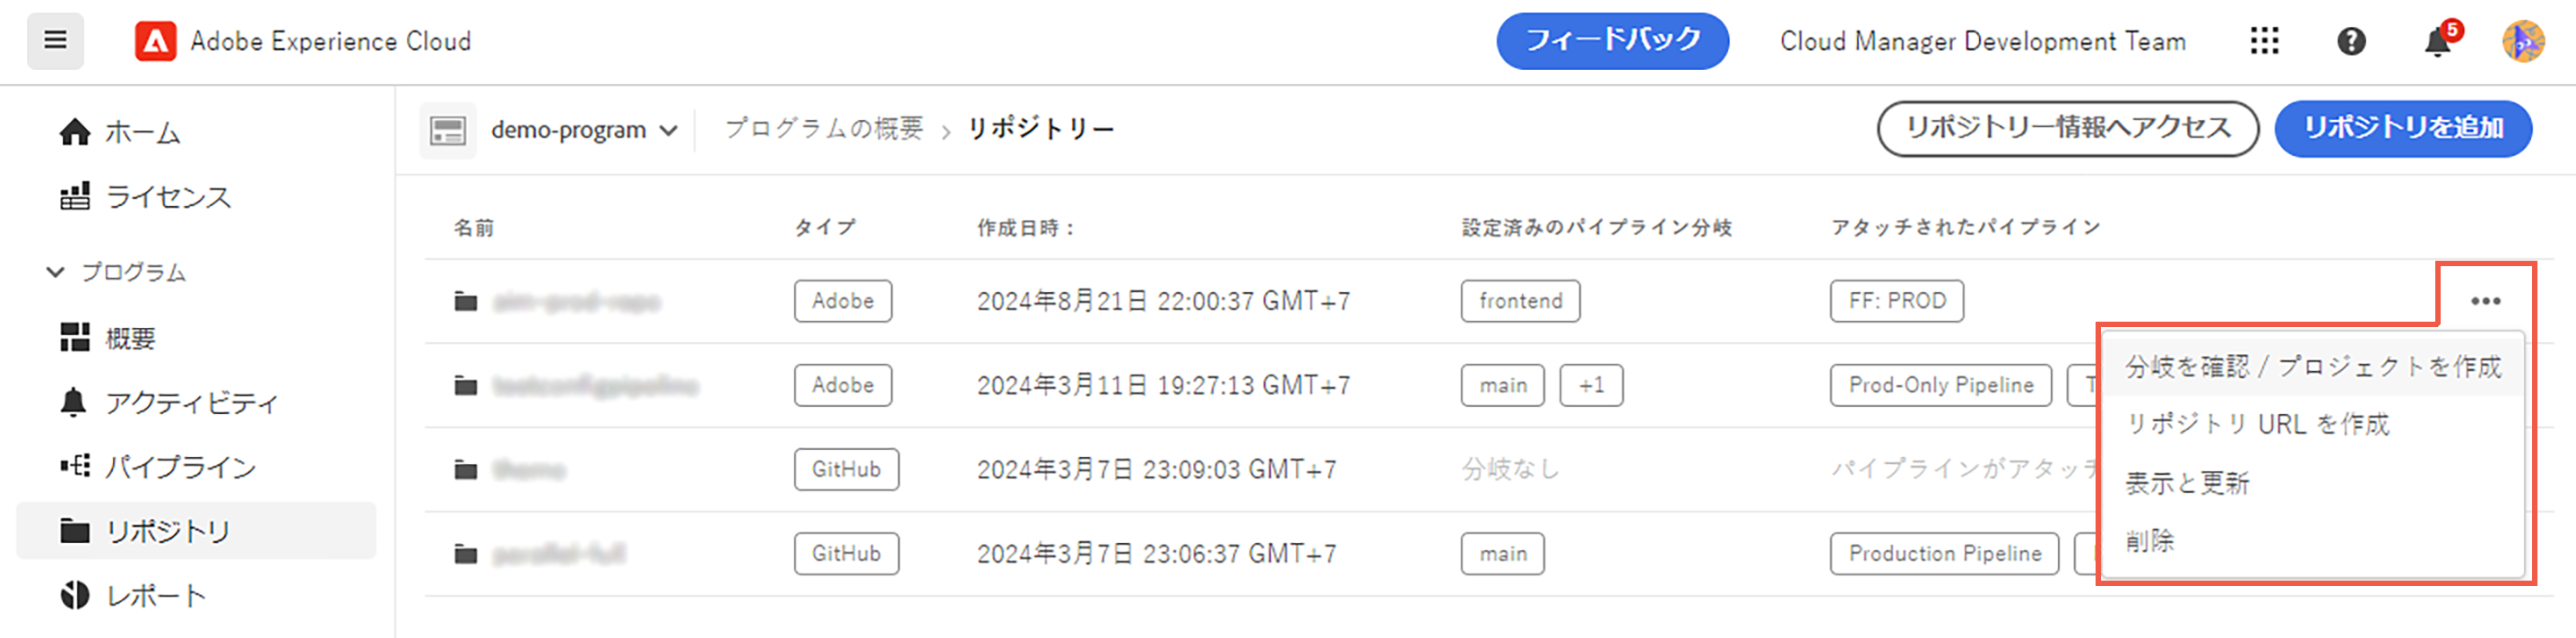 Adobe Experience Cloud
フィードバック
Cloud Manager Development Team
5
ホーム
ライセンス
プログラム
概要
アクティビティ
パイプライン
リポジトリ
レポート
demo-program
プログラムの概要 > リポジトリー
リポジトリー情報へアクセス
リポジトリを追加
名前 タイプ 作成日時： 設定済みのパイプライン分岐 アタッチされたパイプライン
Adobe 2024年8月21日 22:00:37 GMT+7 frontend FF: PROD
Adobe 2024年3月11日 19:27:13 GMT+7 main +1 Prod-Only Pipeline T
GitHub 2024年3月7日 23:09:03 GMT+7 分岐なし パイプラインがアタッチ
GitHub 2024年3月7日 23:06:37 GMT+7 main Production Pipeline
分岐を確認 / プロジェクトを作成
リポジトリ URL を作成
表示と更新
削除